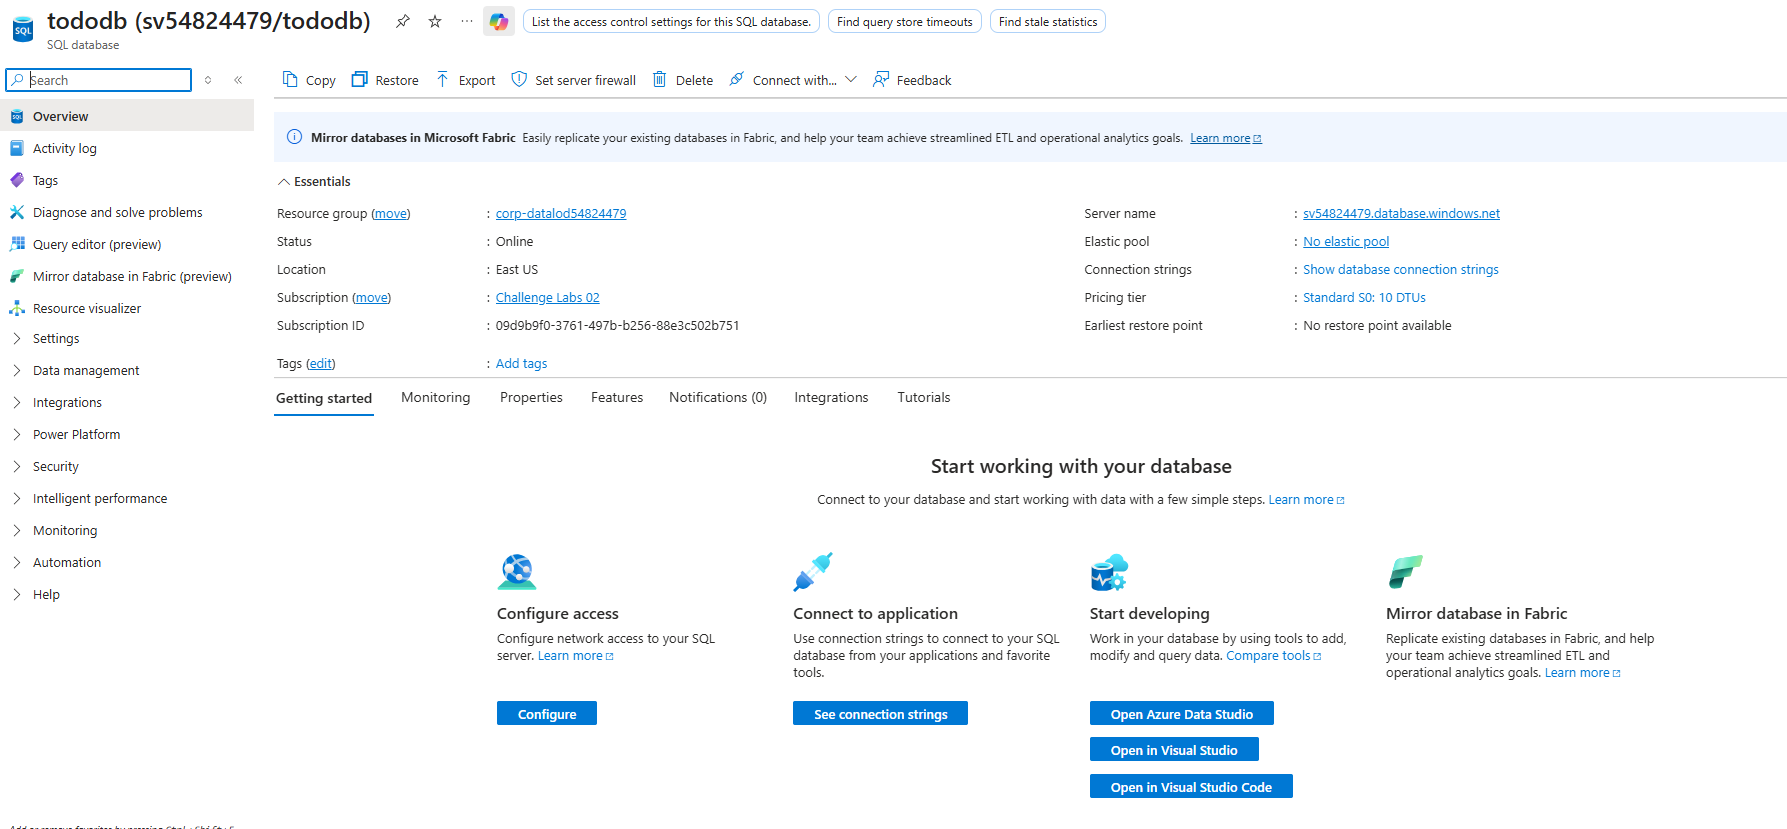 tododb (sv54824479/tododb)
SQL database
List the access control settings for this SQL database.
Find query store timeouts
Find stale statistics
Search
Copy
Restore
Export
Set server firewall
Delete
Connect with...
Feedback
Overview
Activity log
Tags
Diagnose and solve problems
Query editor (preview)
Mirror database in Fabric (preview)
Resource visualizer
Settings
Data management
Integrations
Power Platform
Security
Intelligent performance
Monitoring
Automation
Help
Mirror databases in Microsoft Fabric Easily replicate your existing databases in Fabric, and help your team achieve streamlined ETL and operational analytics goals. Learn more
Essentials
Resource group (move) : corp-datalod54824479
Status : Online
Location : East US
Subscription (move) : Challenge Labs 02
Subscription ID : 09d9b9f0-3761-497b-b256-88e3c502b751
Server name : sv54824479.database.windows.net
Elastic pool : No elastic pool
Connection strings : Show database connection strings
Pricing tier : Standard S0: 10 DTUs
Earliest restore point : No restore point available
Tags (edit) : Add tags
Getting started
Monitoring
Properties
Features
Notifications (0)
Integrations
Tutorials
Start working with your database
Connect to your database and start working with data with a few simple steps. Learn more
Configure access
Configure network access to your SQL
server. Learn more
Configure
Connect to application
Use connection strings to connect to your SQL
database from your applications and favorite
tools.
See connection strings
Start developing
Work in your database by using tools to add,
modify and query data. Compare tools
Open Azure Data Studio
Open in Visual Studio
Open in Visual Studio Code
Mirror database in Fabric
Replicate existing databases in Fabric, and help
your team achieve streamlined ETL and
operational analytics goals. Learn more
Add or remove favorites by pressing Ctrl+Shift+F